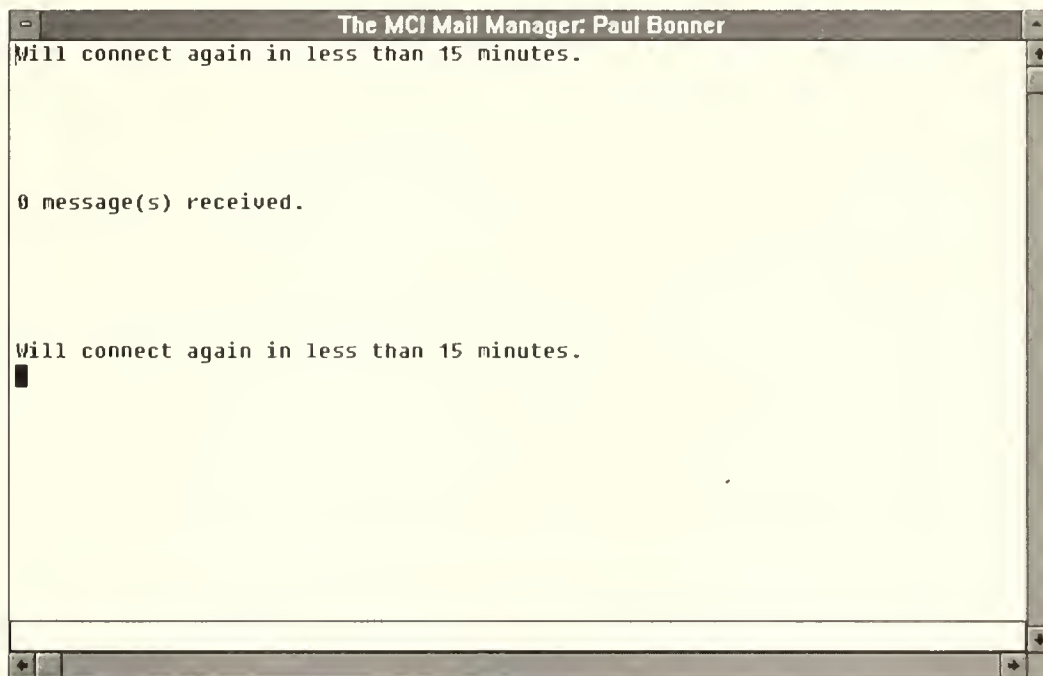 The MCI Mail Manager: Paul Bonner
Will connect again in less than 15 minutes.
0 message(s) received.
Will connect again in less than 15 minutes.